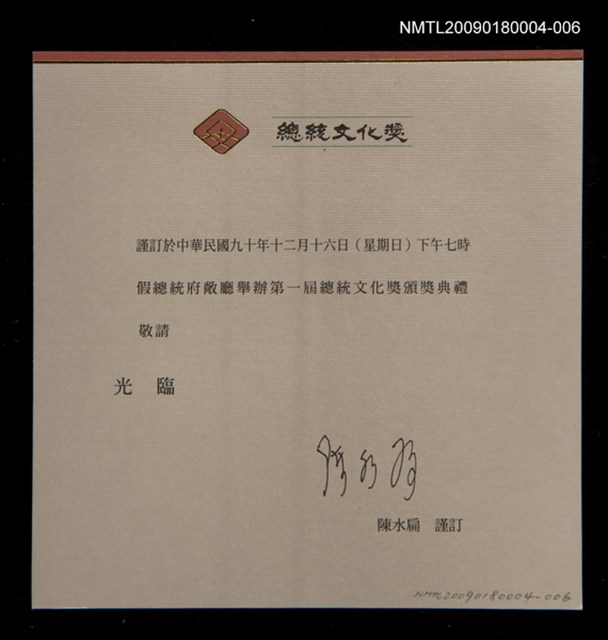 NMTL20090180004-006
總統文化獎
謹訂於中華民國九十年十二月十六日（星期日）下午七時
假總統府敞廳舉辦第一屆總統文化獎頒獎典禮
敬請
光 臨
陳水扁
陳水扁 謹訂
NMTL20090180004-006